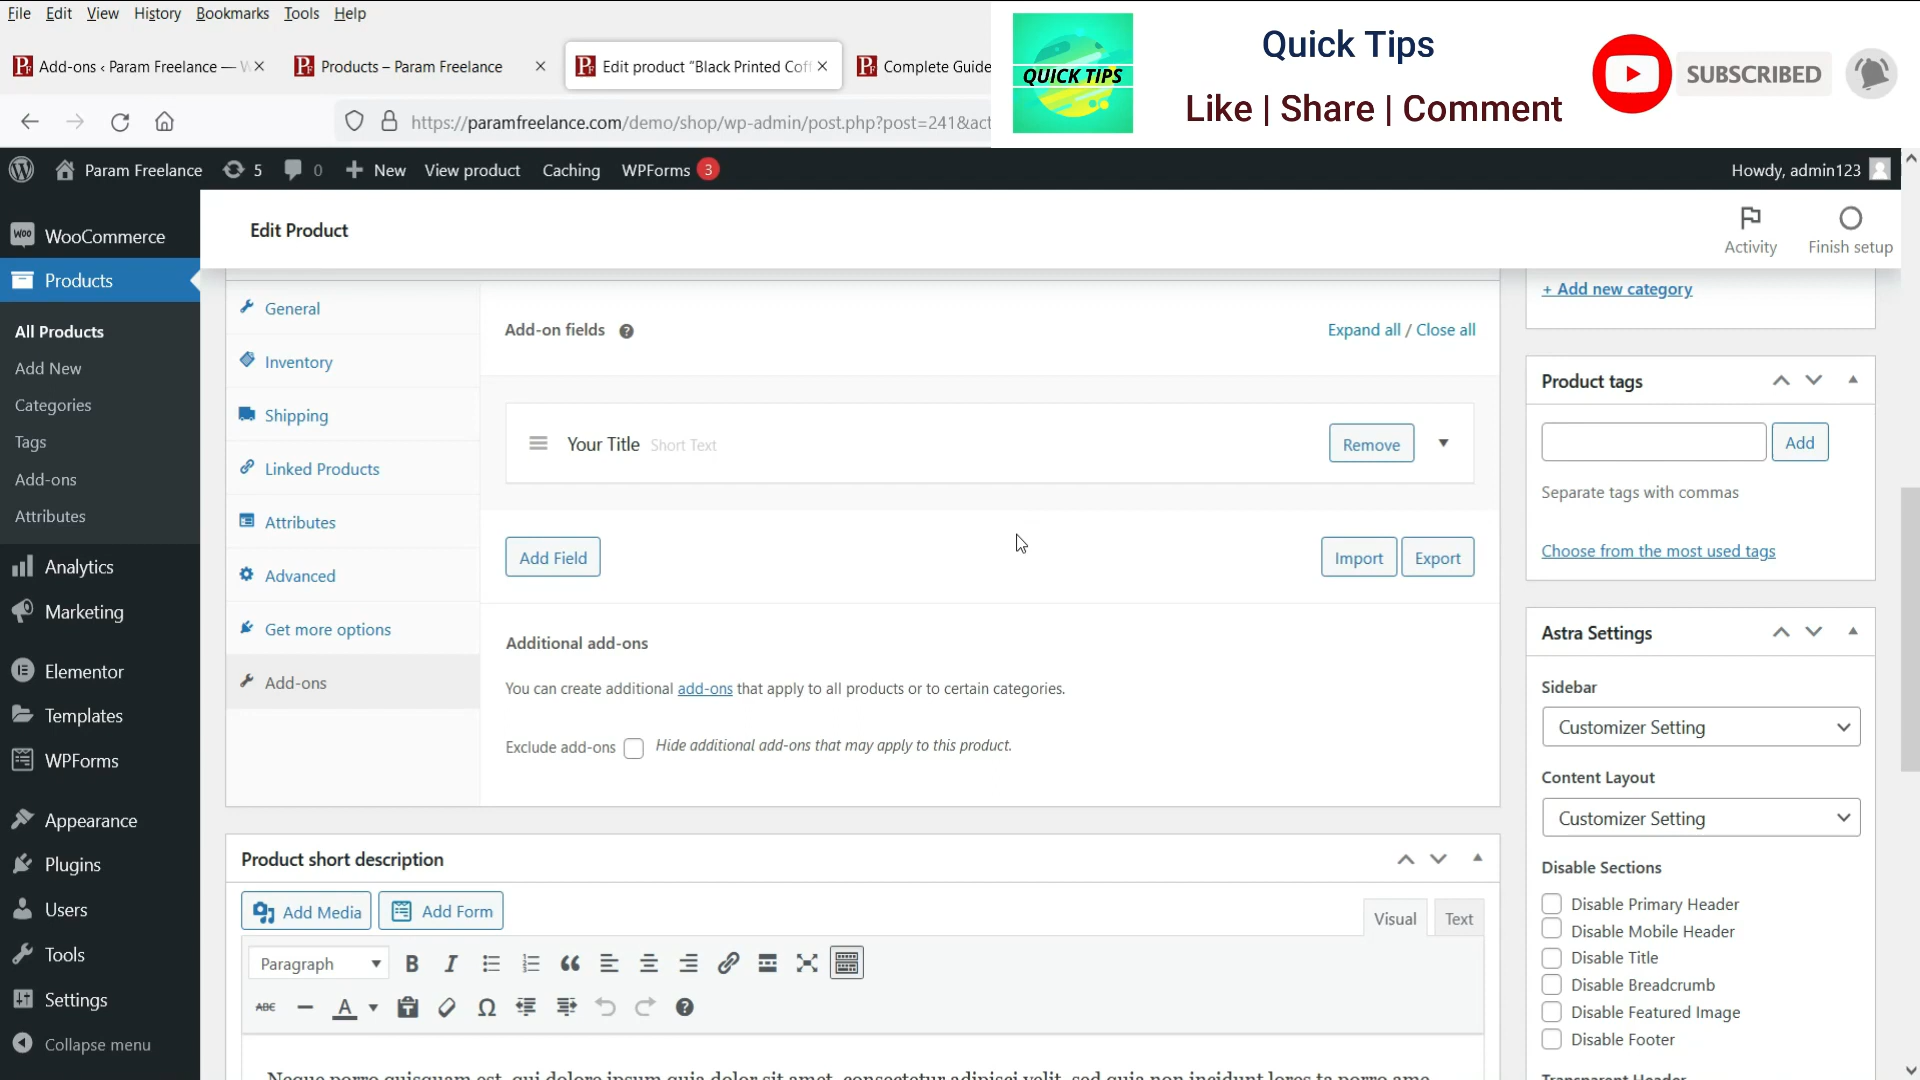 File Edit View History Bookmarks Tools Help
Add-ons ‹ Param Freelance — W
Products – Param Freelance
Edit product “Black Printed Cof
Complete Guide
https://paramfreelance.com/demo/shop/wp-admin/post.php?post=241&act
QUICK TIPS
Quick Tips
Like | Share | Comment
SUBSCRIBED
Param Freelance 5 0 New View product Caching WPForms 3
Howdy, admin123
WooCommerce
Products
All Products
Add New
Categories
Tags
Add-ons
Attributes
Analytics
Marketing
Elementor
Templates
WPForms
Appearance
Plugins
Users
Tools
Settings
Collapse menu
Edit Product
Activity
Finish setup
General
Inventory
Shipping
Linked Products
Attributes
Advanced
Get more options
Add-ons
Add-on fields
Expand all / Close all
Your Title Short Text
Remove
Add Field
Import Export
Additional add-ons
You can create additional add-ons that apply to all products or to certain categories.
Exclude add-ons Hide additional add-ons that may apply to this product.
Product short description
Add Media Add Form
Visual Text
Paragraph
Neque porro quisquam est, qui dolore ipsum quia dolor sit amet, consectetur adipisci velit, sed quia non incidunt lores ta porro ame
+ Add new category
Product tags
Add
Separate tags with commas
Choose from the most used tags
Astra Settings
Sidebar
Customizer Setting
Content Layout
Customizer Setting
Disable Sections
Disable Primary Header
Disable Mobile Header
Disable Title
Disable Breadcrumb
Disable Featured Image
Disable Footer
Transparent Header